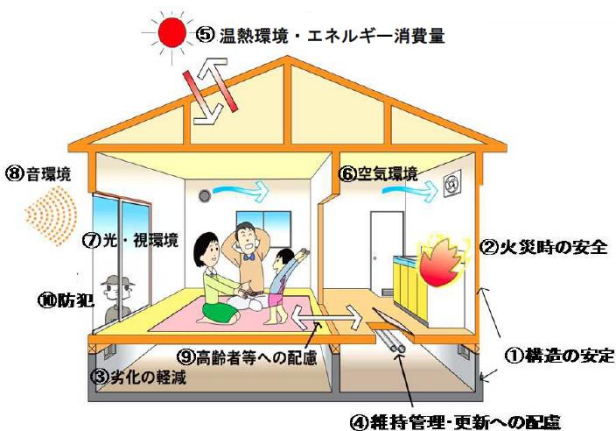 ⑤温熱環境・エネルギー消費量
⑧音環境
⑥空気環境
⑦光・視環境
②火災時の安全
⑩防犯
⑨高齢者等への配慮
①構造の安定
③劣化の軽減
④維持管理・更新への配慮